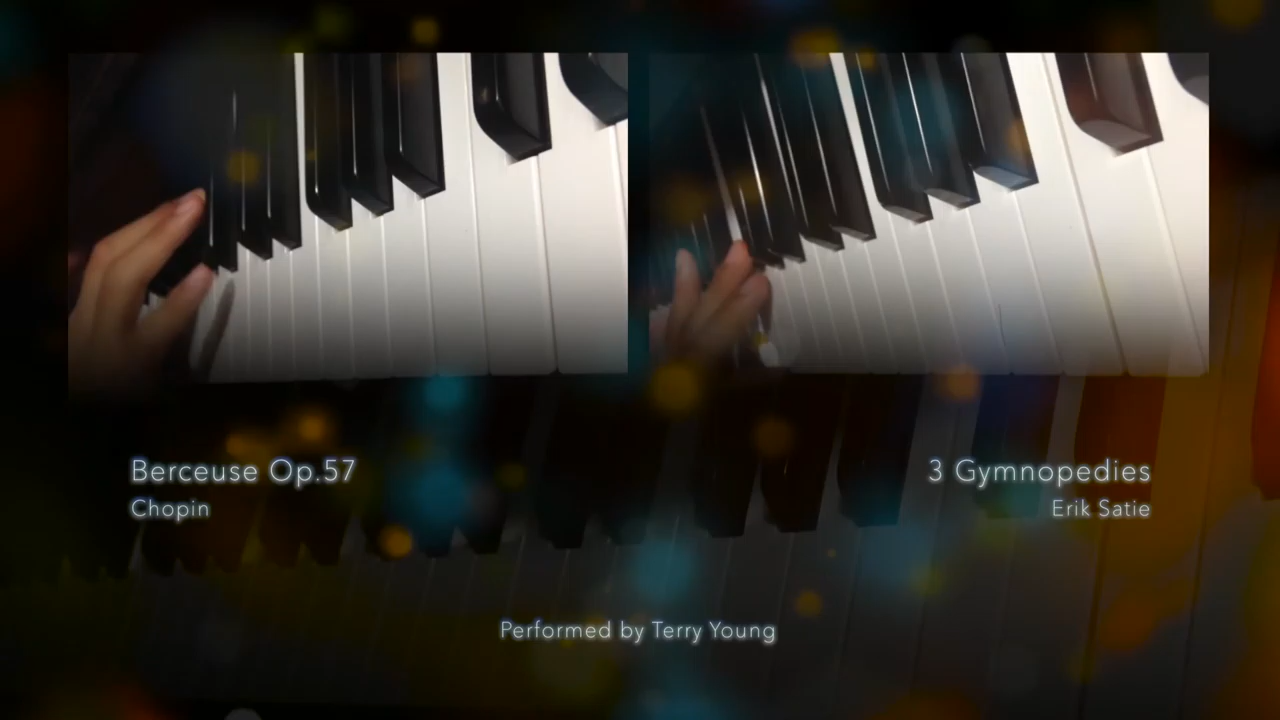 Berceuse Op.57
Chopin
3 Gymnopedies
Erik Satie
Performed by Terry Young